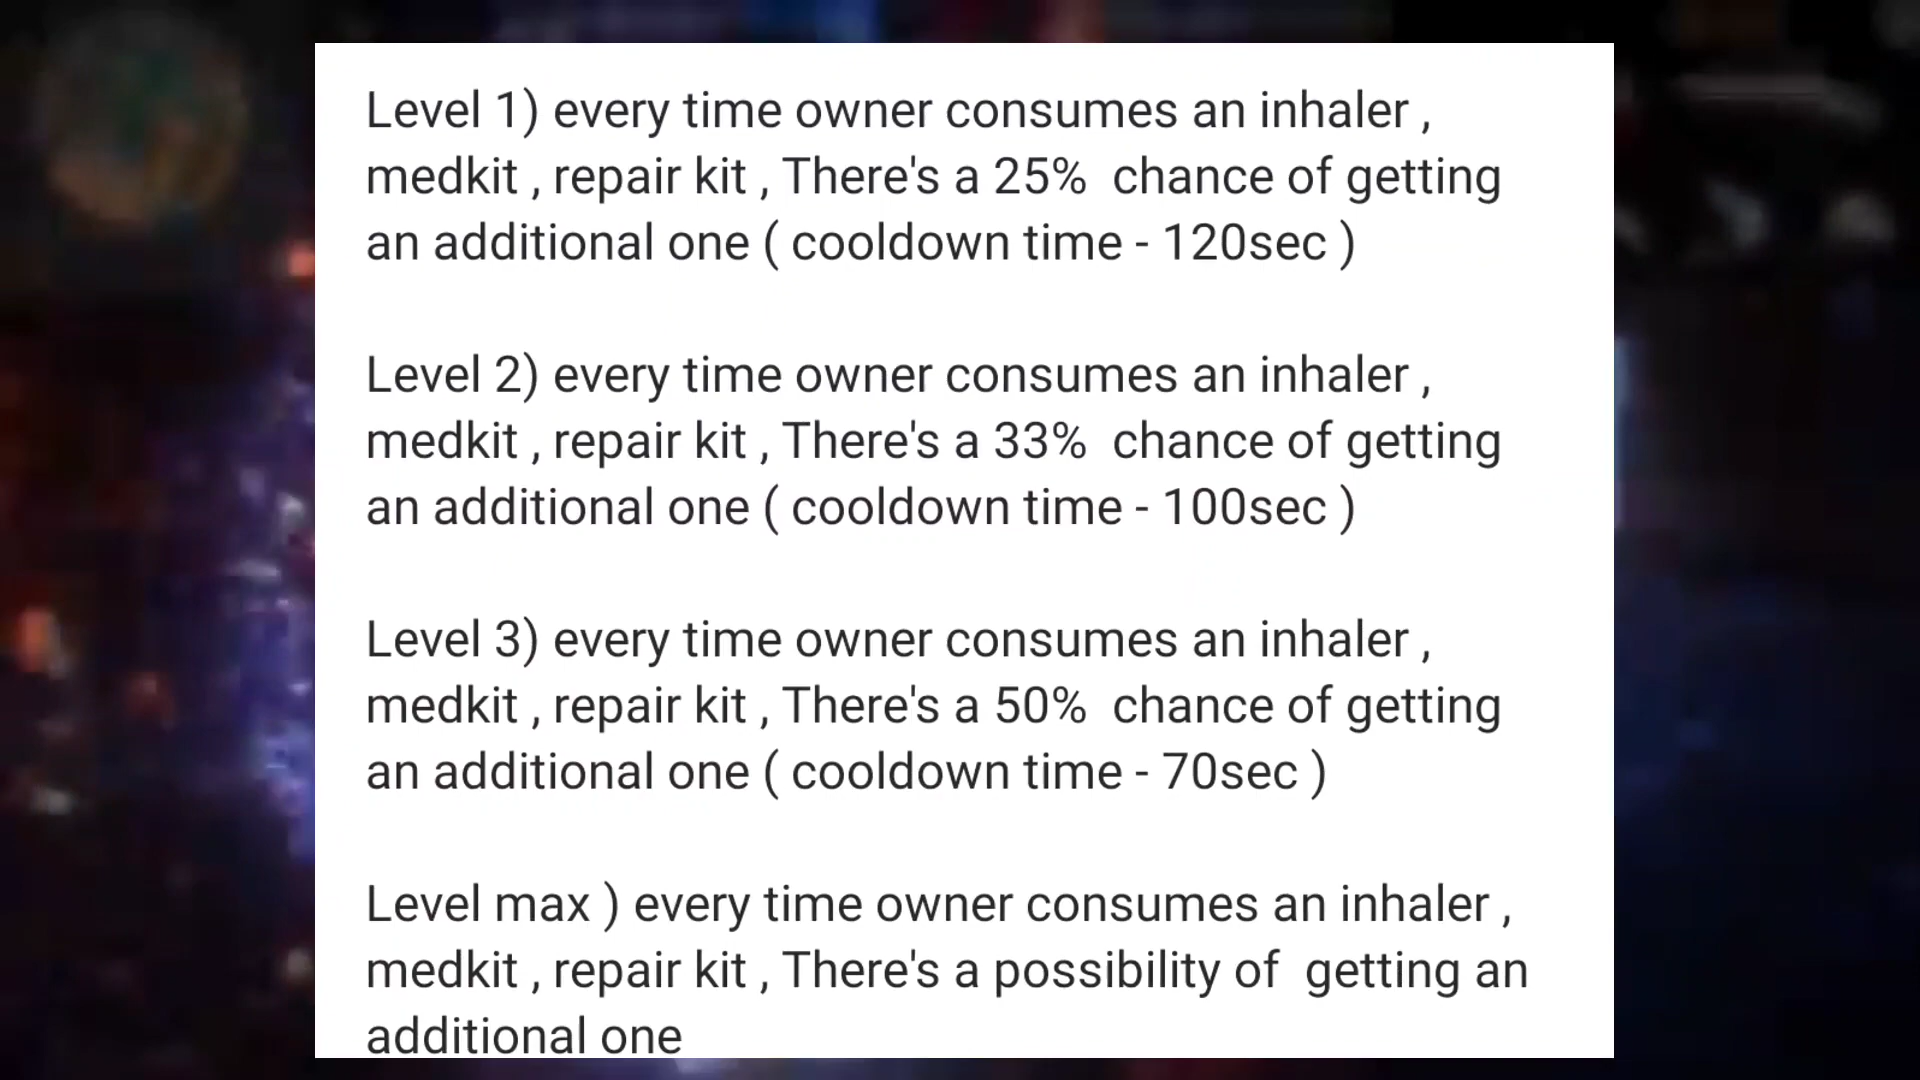 Level 1) every time owner consumes an inhaler ,
medkit , repair kit , There's a 25%  chance of getting
an additional one ( cooldown time - 120sec )
Level 2) every time owner consumes an inhaler ,
medkit , repair kit , There's a 33%  chance of getting
an additional one ( cooldown time - 100sec )
Level 3) every time owner consumes an inhaler ,
medkit , repair kit , There's a 50%  chance of getting
an additional one ( cooldown time - 70sec )
Level max ) every time owner consumes an inhaler ,
medkit , repair kit , There's a possibility of  getting an
additional one